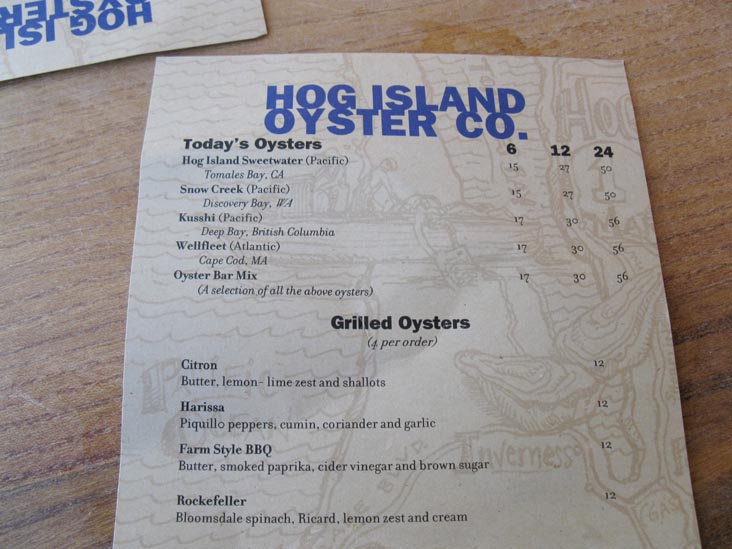 HOG ISL
OYSTER
HOG ISLAND
OYSTER CO.
Today's Oysters 6 12 24
Hog Island Sweetwater (Pacific) 15 27 50
Tomales Bay, CA
Snow Creek (Pacific) 15 27 50
Discovery Bay, WA
Kusshi (Pacific) 17 30 56
Deep Bay, British Columbia
Wellfleet (Atlantic) 17 30 56
Cape Cod, MA
Oyster Bar Mix 17 30 56
(A selection of all the above oysters)
Grilled Oysters
(4 per order)
Citron 12
Butter, lemon- lime zest and shallots
Harissa 12
Piquillo peppers, cumin, coriander and garlic
Farm Style BBQ 12
Butter, smoked paprika, cider vinegar and brown sugar
Inverness
Rockefeller 12
Bloomsdale spinach, Ricard, lemon zest and cream